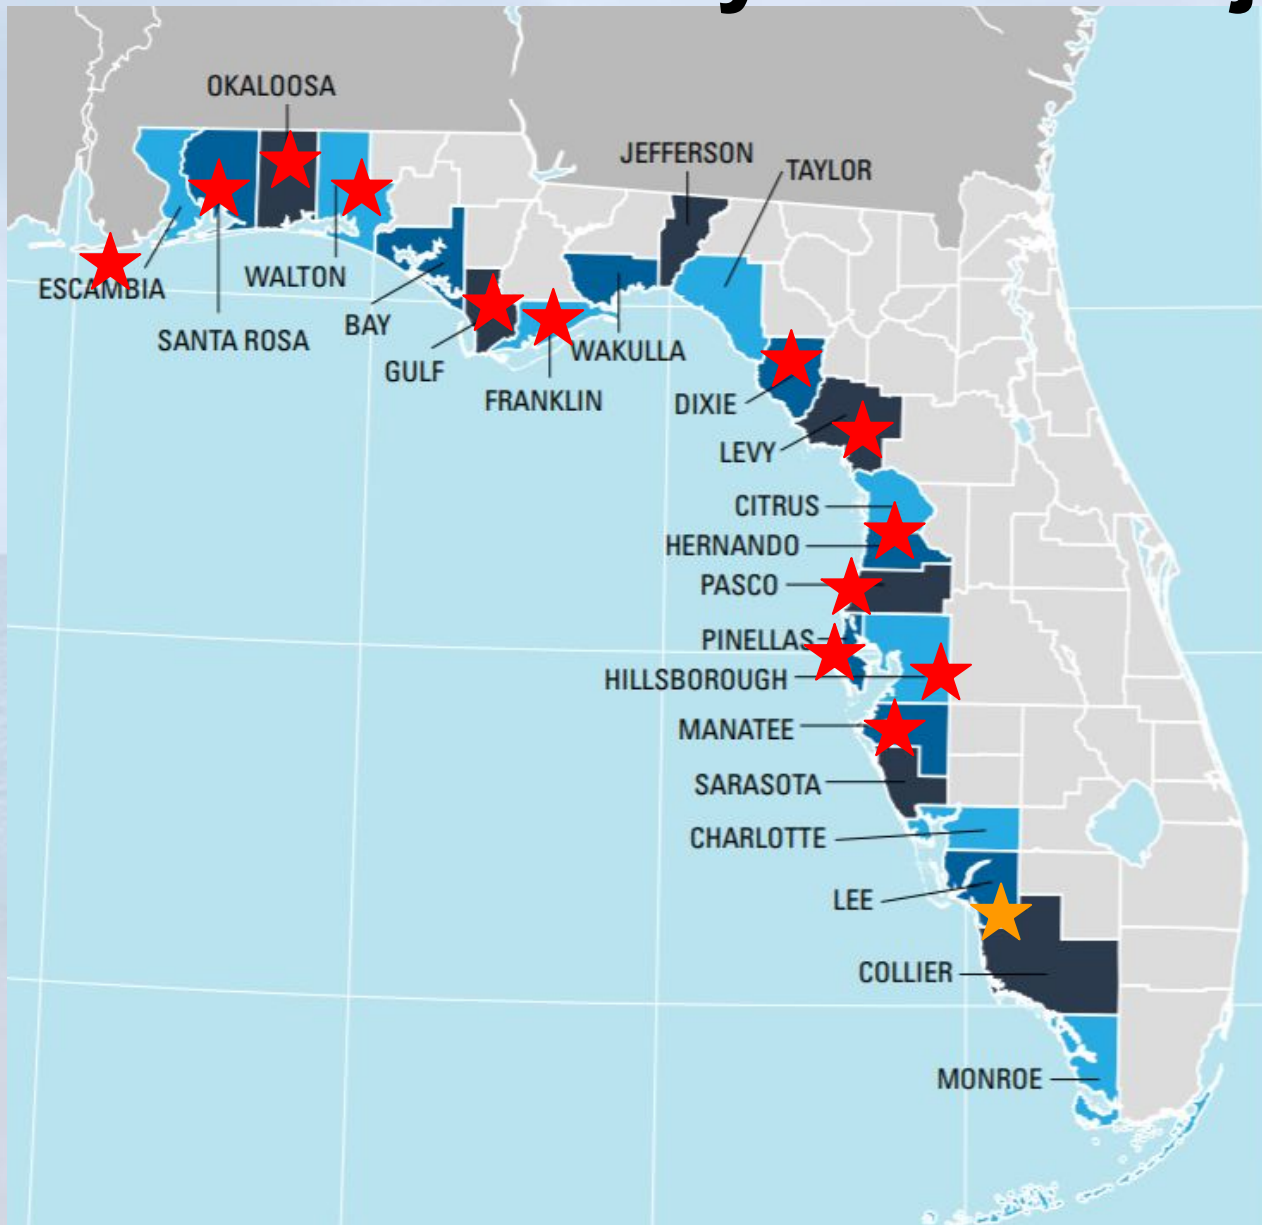 OKALOOSA
JEFFERSON
TAYLOR
WALTON
ESCAMBIA
SANTA ROSA
BAY
GULF
WAKULLA
FRANKLIN
DIXIE
LEVY
CITRUS
HERNANDO
PASCO
PINELLAS
HILLSBOROUGH
MANATEE
SARASOTA
CHARLOTTE
LEE
COLLIER
MONROE